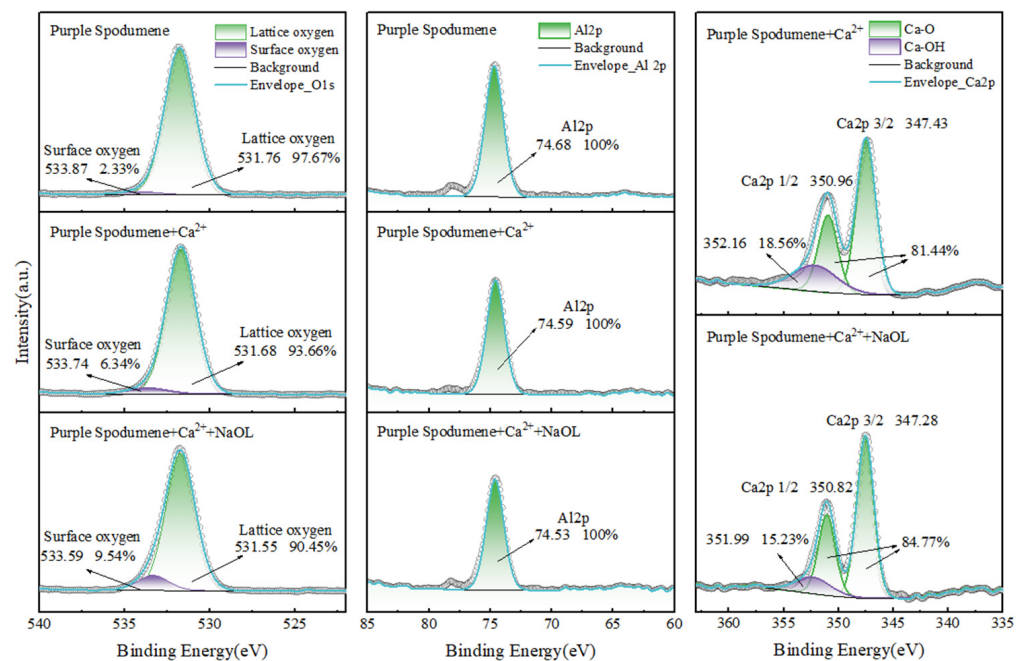 Intensity(a.u.)
Purple Spodumene
Lattice oxygen
Surface oxygen
Background
Envelope_O1s
Surface oxygen
533.87 2.33%
Lattice oxygen
531.76 97.67%
Purple Spodumene+Ca²⁺
Surface oxygen
533.74 6.34%
Lattice oxygen
531.68 93.66%
Purple Spodumene+Ca²⁺+NaOL
Surface oxygen
533.59 9.54%
Lattice oxygen
531.55 90.45%
540 535 530 525
Binding Energy(eV)
Purple Spodumene
Al2p
Background
Envelope_Al 2p
Al2p
74.68 100%
Purple Spodumene+Ca²⁺
Al2p
74.59 100%
Purple Spodumene+Ca²⁺+NaOL
Al2p
74.53 100%
85 80 75 70 65 60
Binding Energy(eV)
Purple Spodumene+Ca²⁺
Ca-O
Ca-OH
Background
Envelope_Ca2p
Ca2p 3/2 347.43
Ca2p 1/2 350.96
352.16 18.56%
81.44%
Purple Spodumene+Ca²⁺+NaOL
Ca2p 3/2 347.28
Ca2p 1/2 350.82
351.99 15.23%
84.77%
360 355 350 345 340 335
Binding Energy(eV)